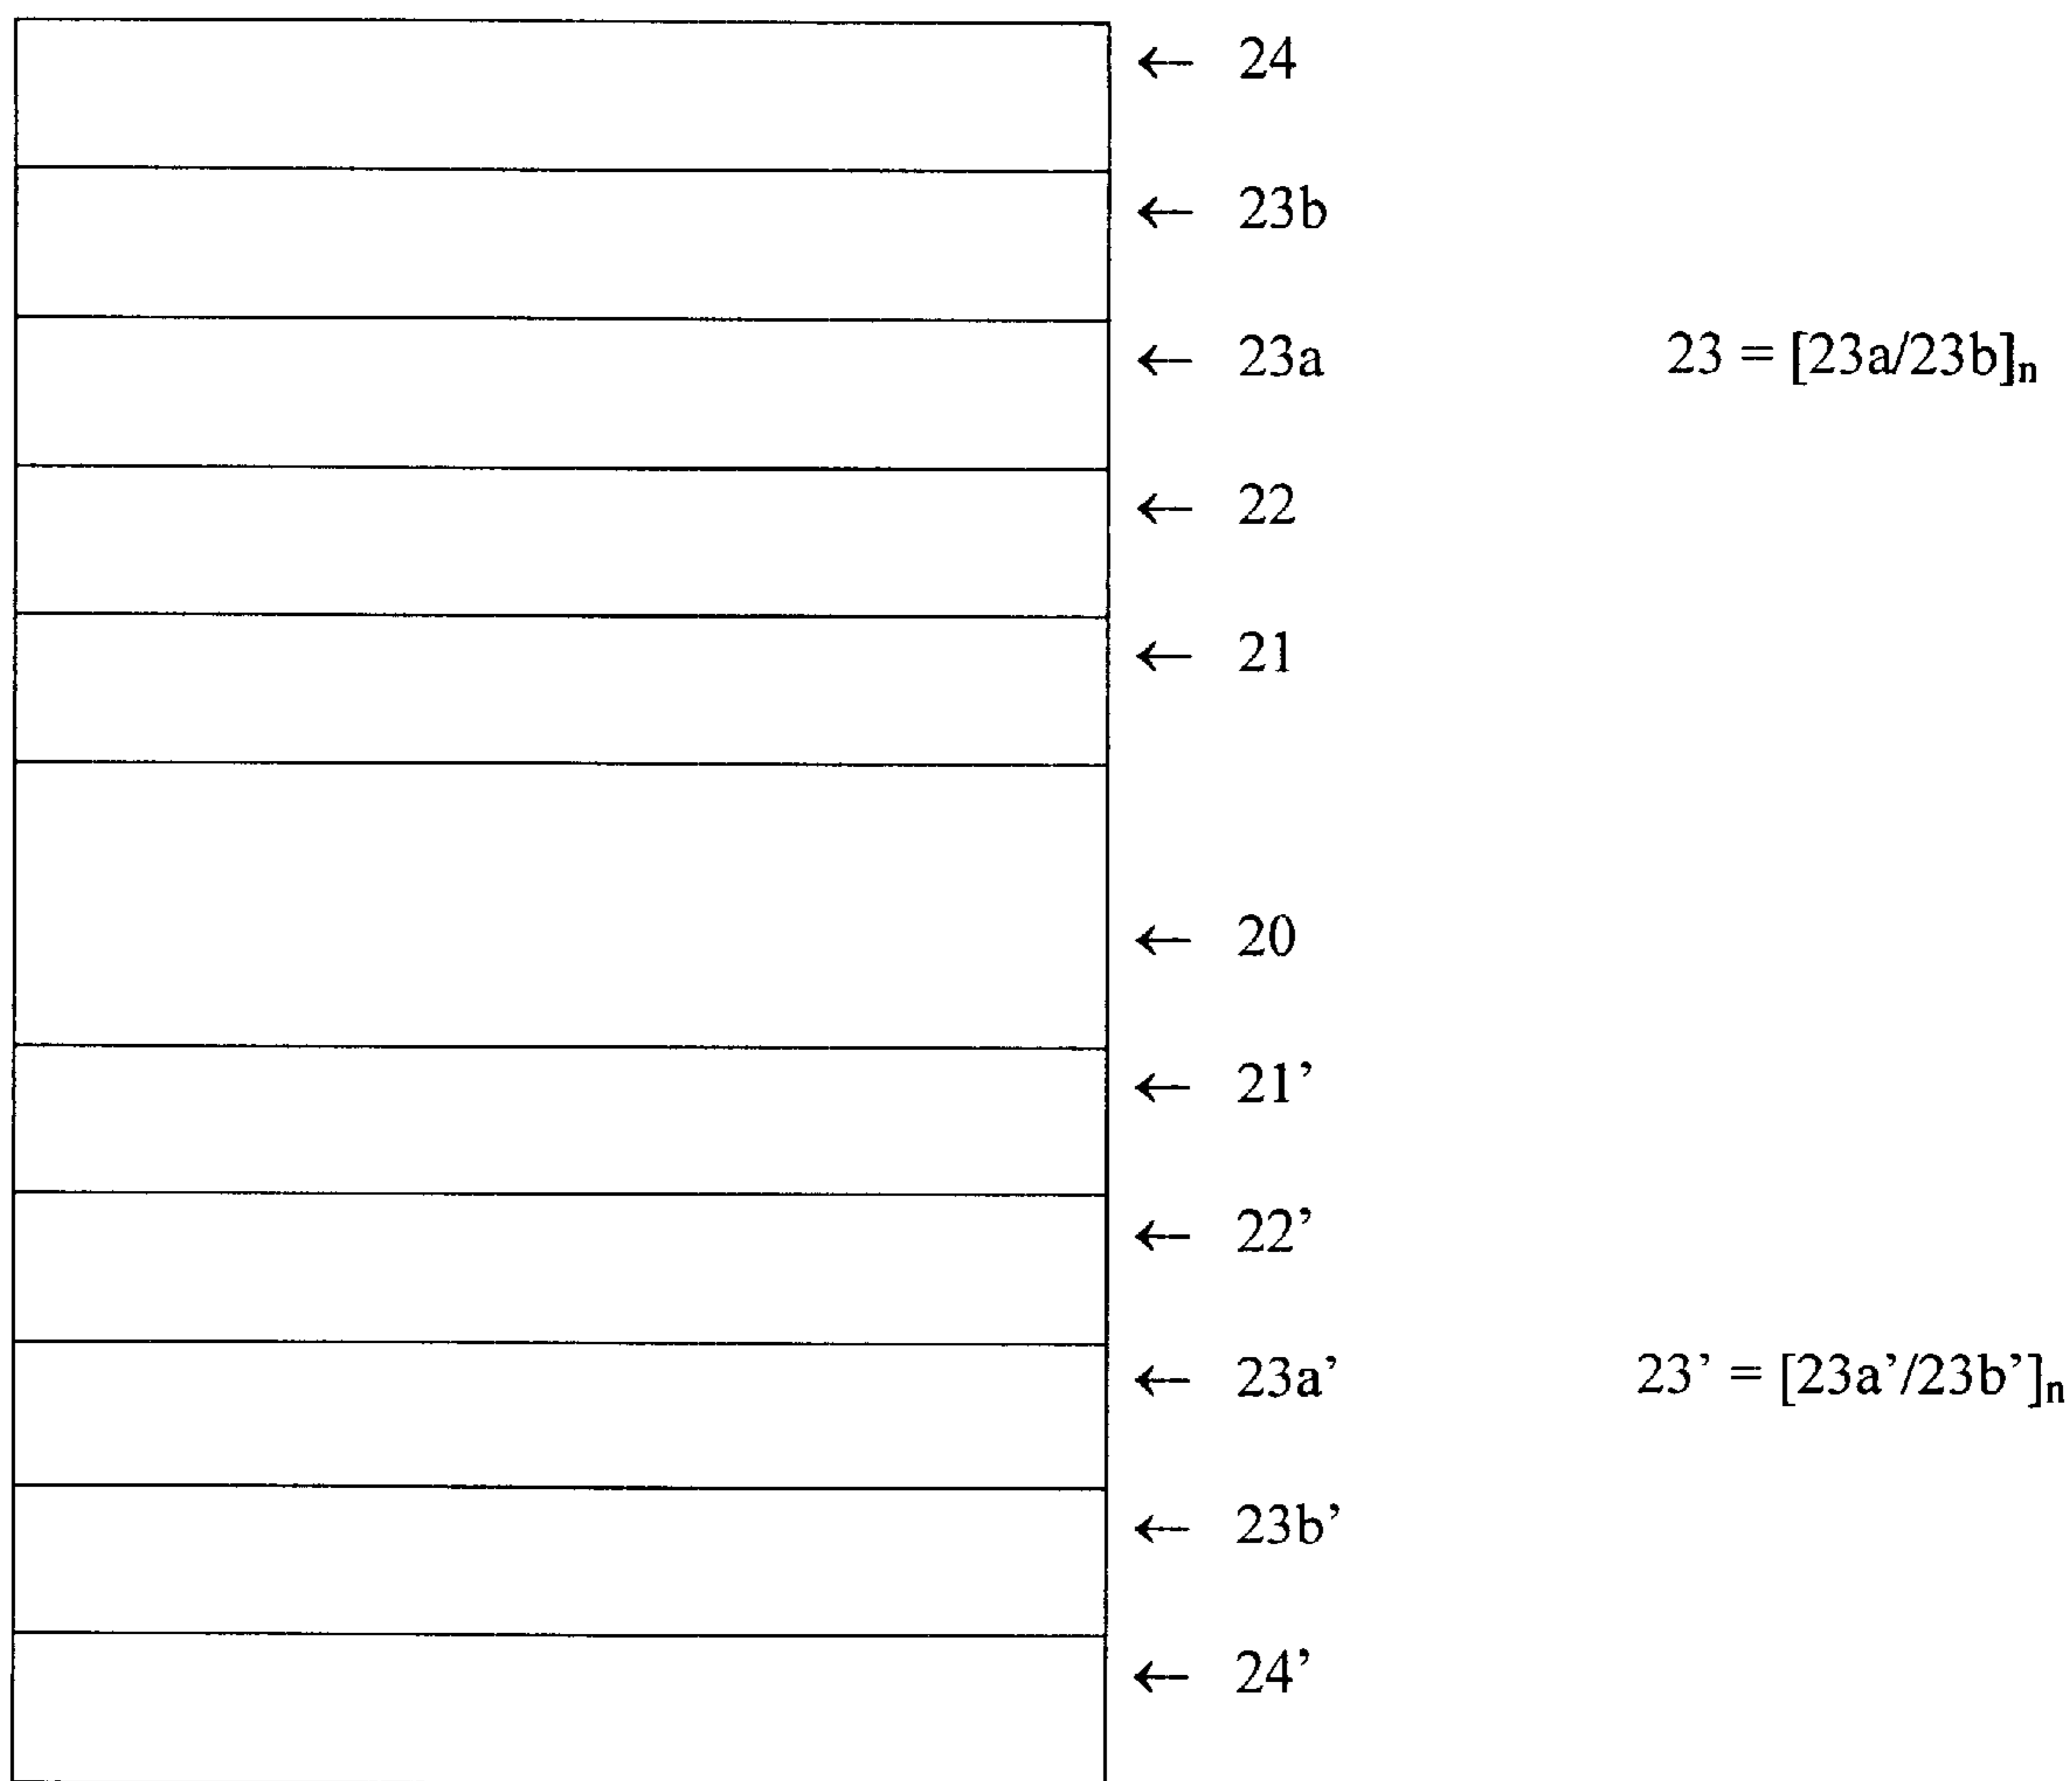 ← 24
← 23b
← 23a 23 = [23a/23b]ₙ
← 22
← 21
← 20
← 21’
← 22’
← 23a’ 23’ = [23a’/23b’]ₙ
← 23b’
← 24’